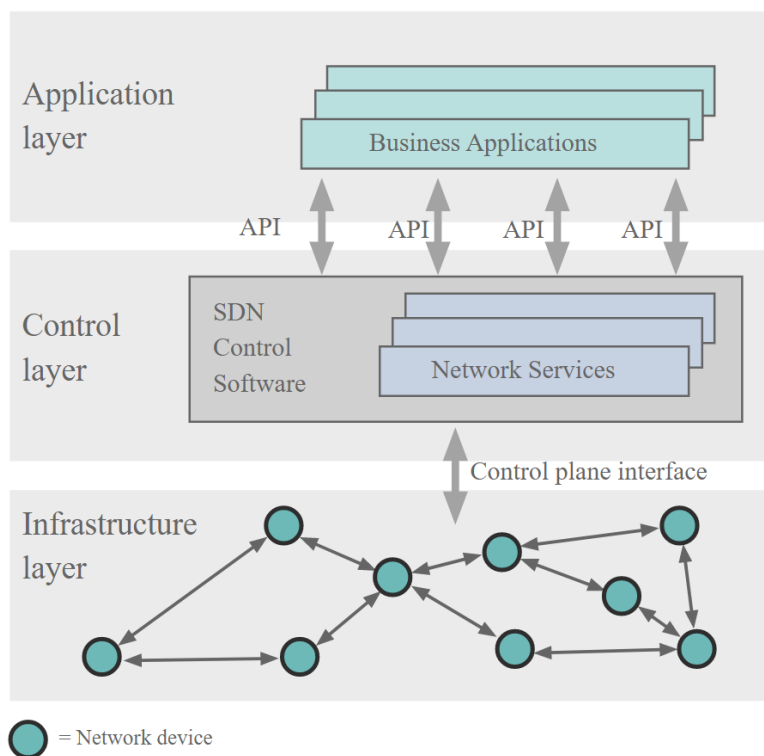 Application
layer
Business Applications
API
API
API
API
Control
layer
SDN
Control
Software
Network Services
Control plane interface
Infrastructure
layer
= Network device